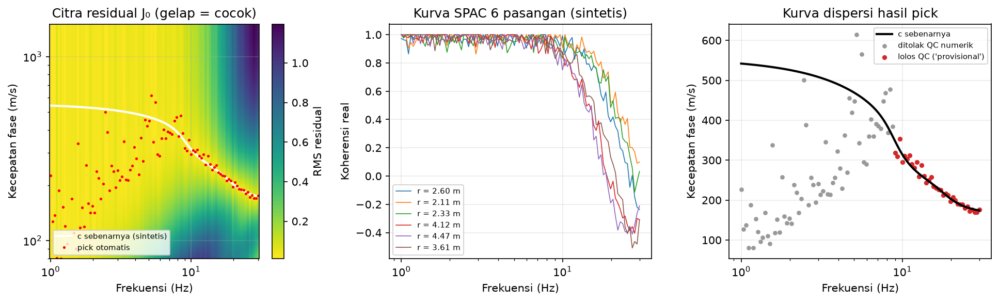 Citra residual J₀ (gelap = cocok)
Kecepatan fase (m/s)
10³
10²
10⁰
10¹
Frekuensi (Hz)
c sebenarnya (sintetis)
pick otomatis
1.0
0.8
0.6
0.4
0.2
RMS residual
Kurva SPAC 6 pasangan (sintetis)
Koherensi real
1.0
0.8
0.6
0.4
0.2
0.0
−0.2
−0.4
r = 2.60 m
r = 2.11 m
r = 2.33 m
r = 4.12 m
r = 4.47 m
r = 3.61 m
10⁰
10¹
Frekuensi (Hz)
Kurva dispersi hasil pick
Kecepatan fase (m/s)
600
500
400
300
200
100
c sebenarnya
ditolak QC numerik
lolos QC ('provisional')
10⁰
10¹
Frekuensi (Hz)